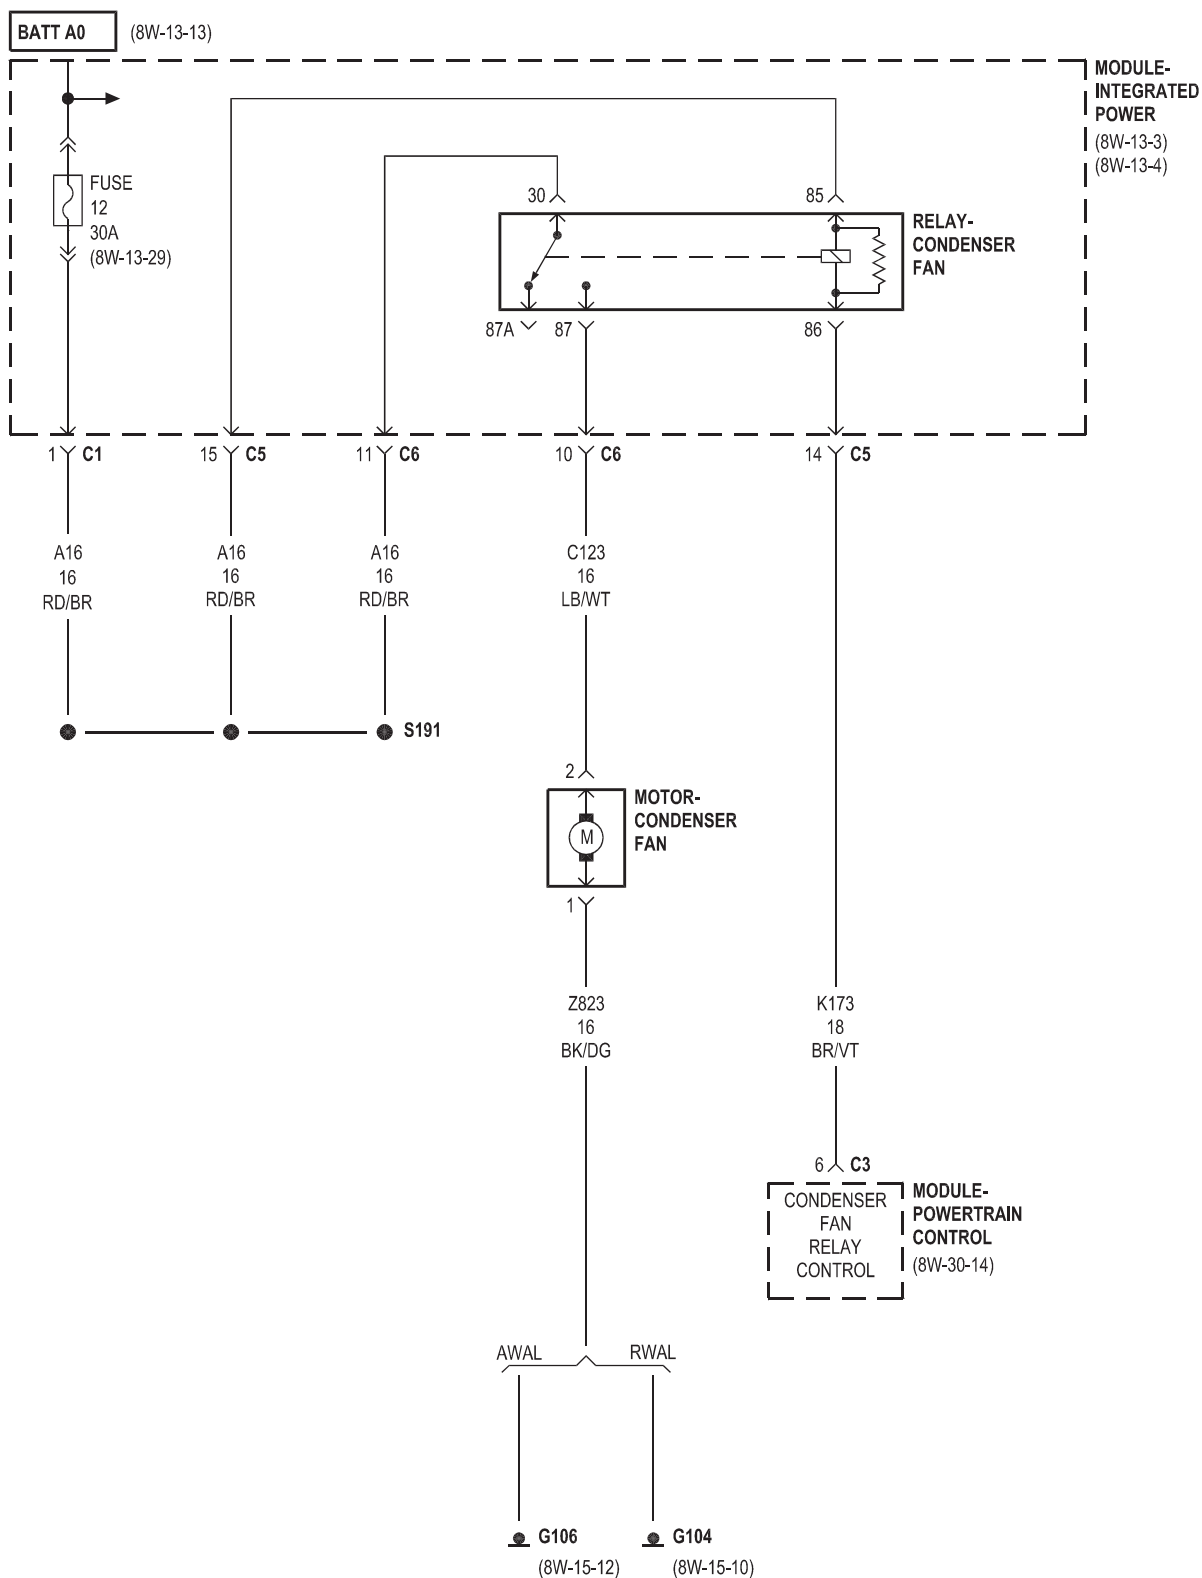 BATT A0 (8W-13-13)
MODULE-
INTEGRATED
POWER
(8W-13-3)
(8W-13-4)
FUSE
12
30A
(8W-13-29)
30
85
RELAY-
CONDENSER
FAN
87A
87
86
1 C1
15 C5
11 C6
10 C6
14 C5
A16
16
RD/BR
A16
16
RD/BR
A16
16
RD/BR
C123
16
LB/WT
S191
2
MOTOR-
CONDENSER
FAN
M
1
Z823
16
BK/DG
K173
18
BR/VT
6 C3
CONDENSER
FAN
RELAY
CONTROL
MODULE-
POWERTRAIN
CONTROL
(8W-30-14)
AWAL
RWAL
G106
(8W-15-12)
G104
(8W-15-10)